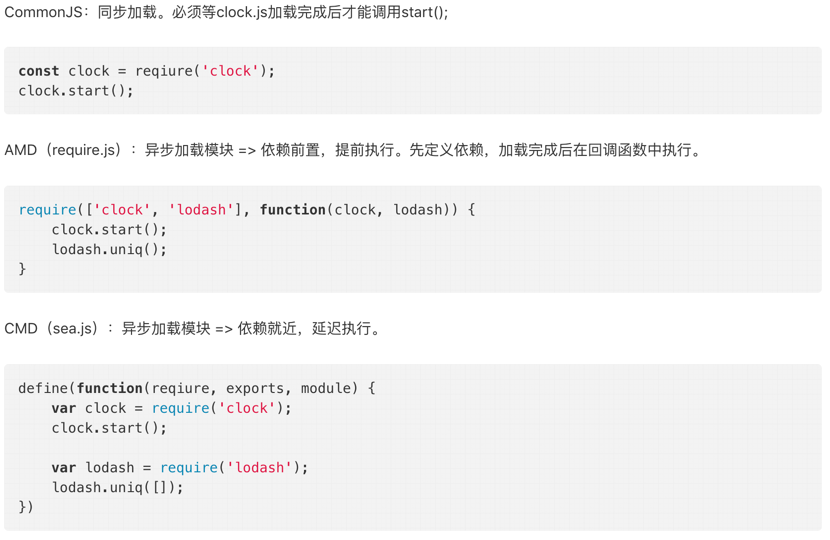 CommonJS：同步加载。必须等clock.js加载完成后才能调用start();
const clock = reqiure('clock');
clock.start();
AMD（require.js）：异步加载模块 => 依赖前置，提前执行。先定义依赖，加载完成后在回调函数中执行。
require(['clock', 'lodash'], function(clock, lodash)) {
    clock.start();
    lodash.uniq();
}
CMD（sea.js）：异步加载模块 => 依赖就近，延迟执行。
define(function(reqiure, exports, module) {
    var clock = require('clock');
    clock.start();
    var lodash = require('lodash');
    lodash.uniq([]);
})